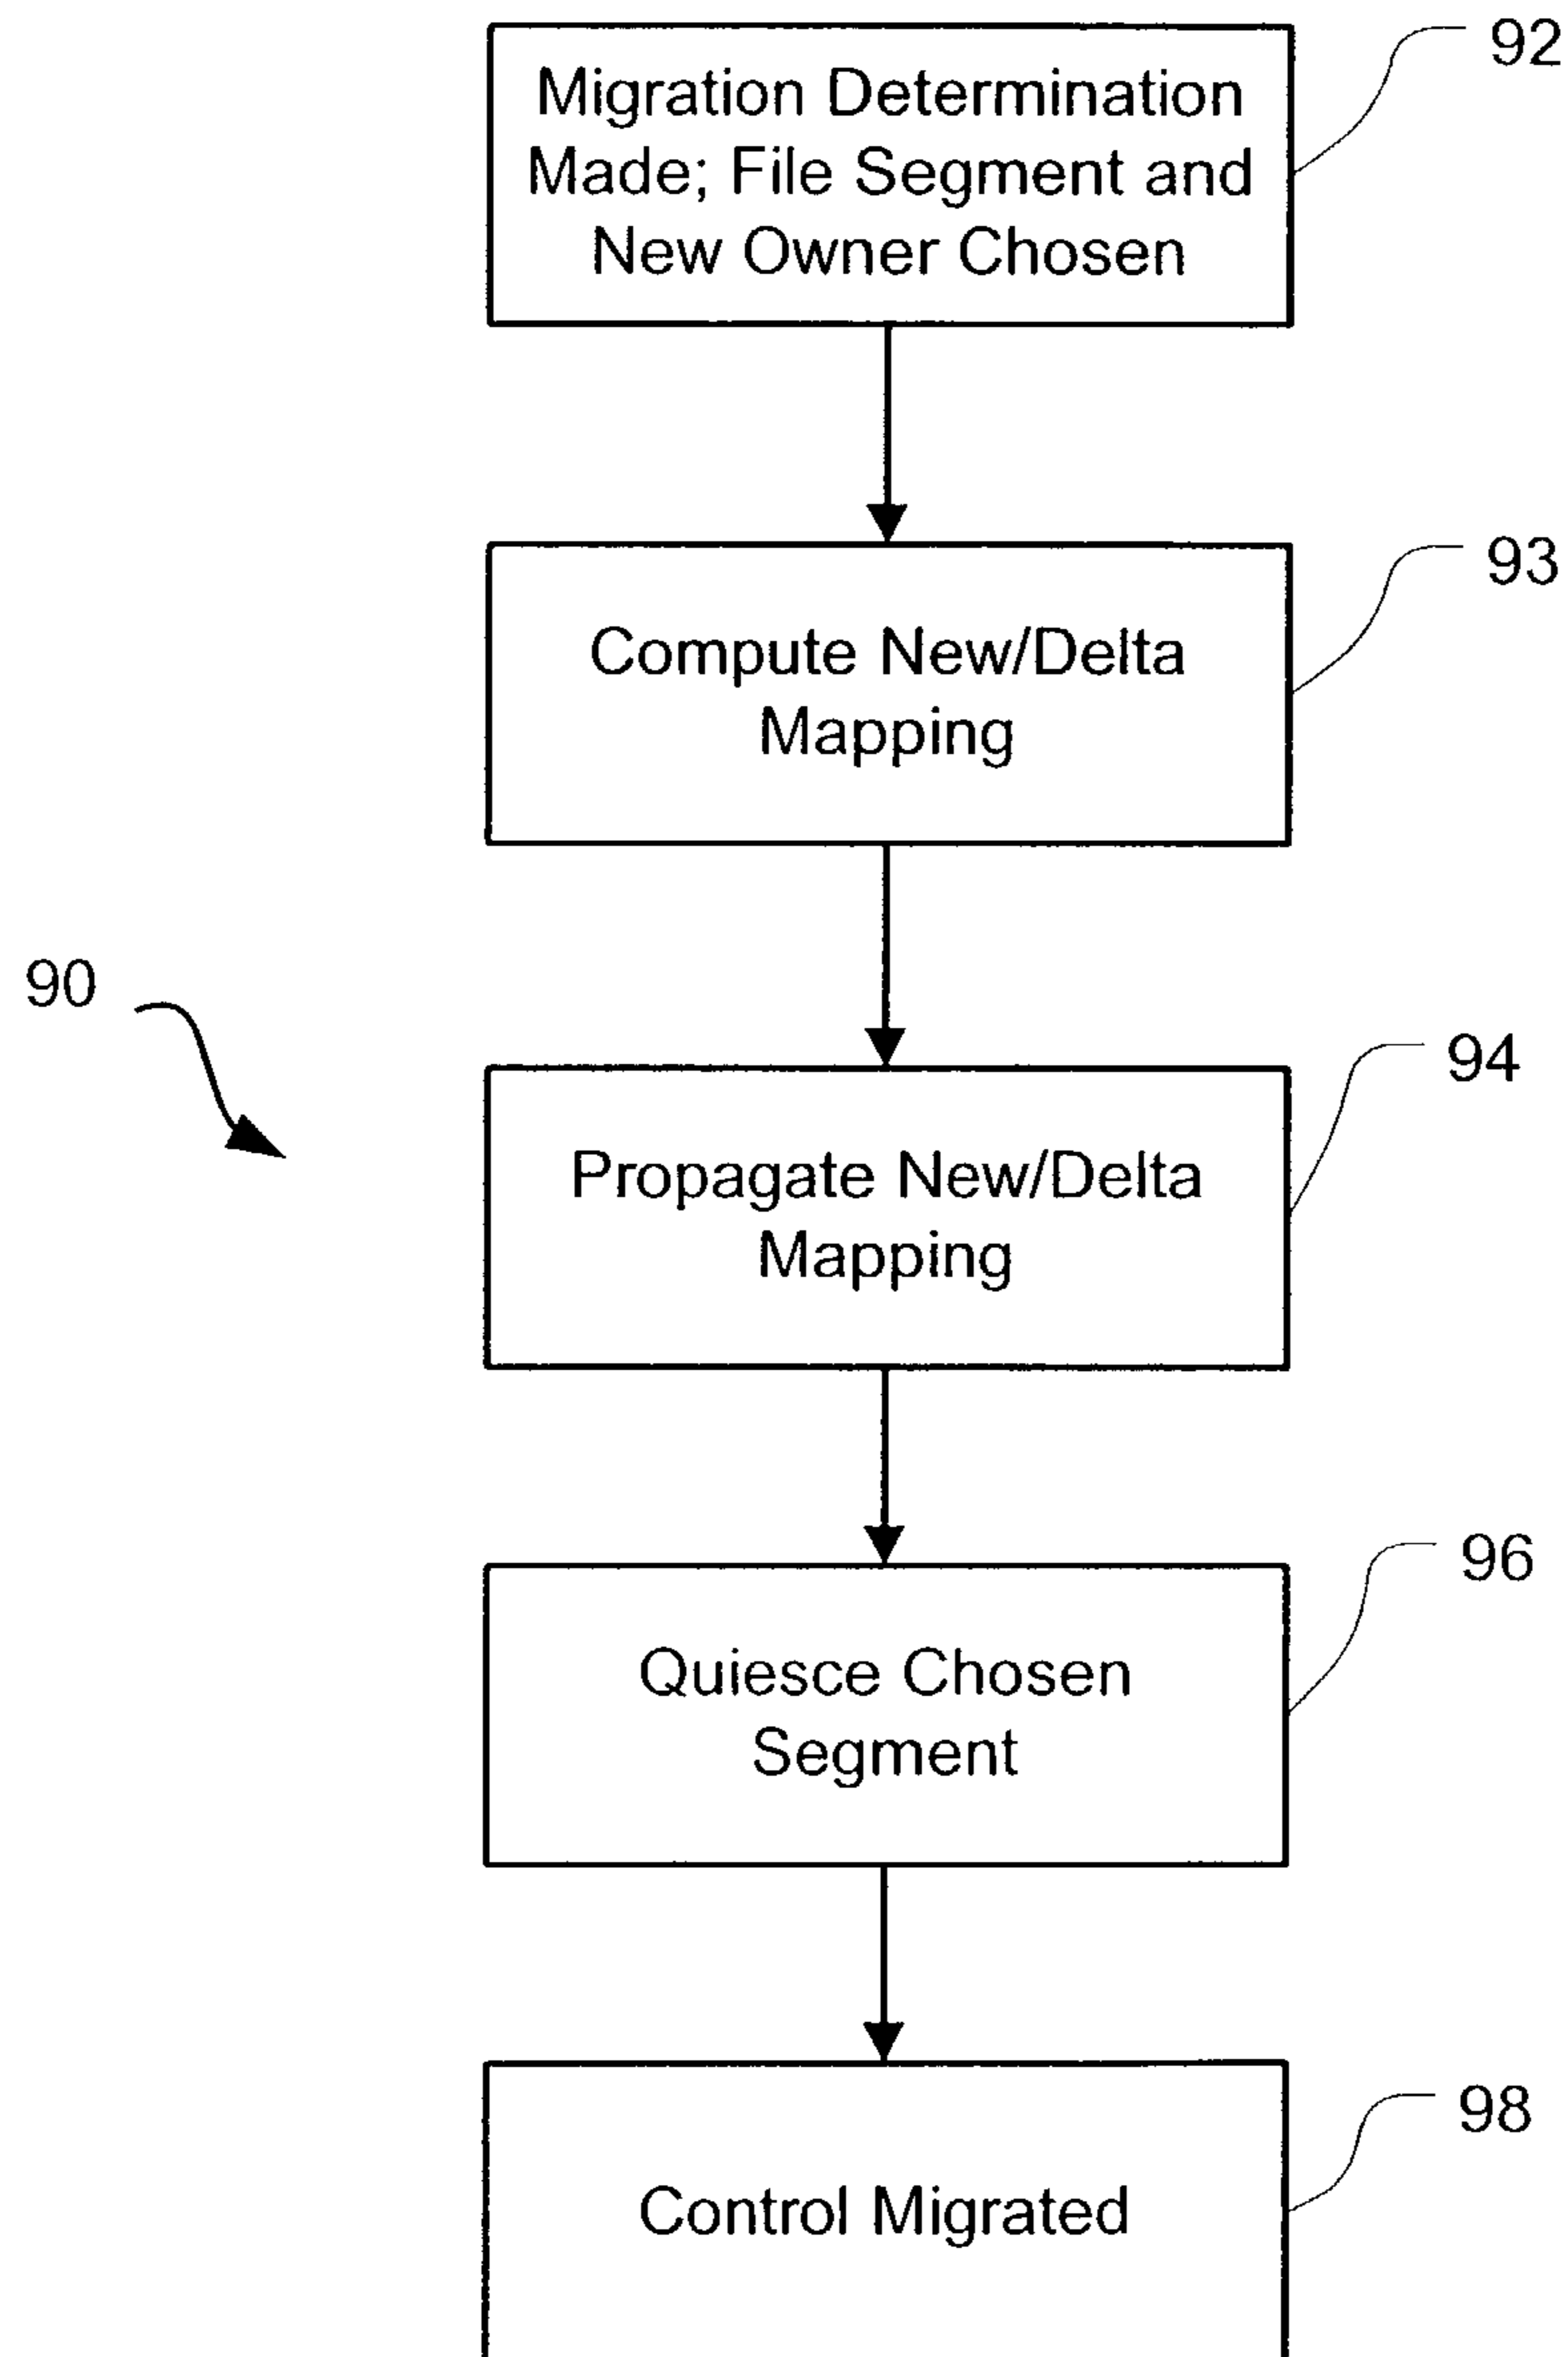 92
Migration Determination
Made; File Segment and
New Owner Chosen
93
Compute New/Delta
Mapping
90
94
Propagate New/Delta
Mapping
96
Quiesce Chosen
Segment
98
Control Migrated